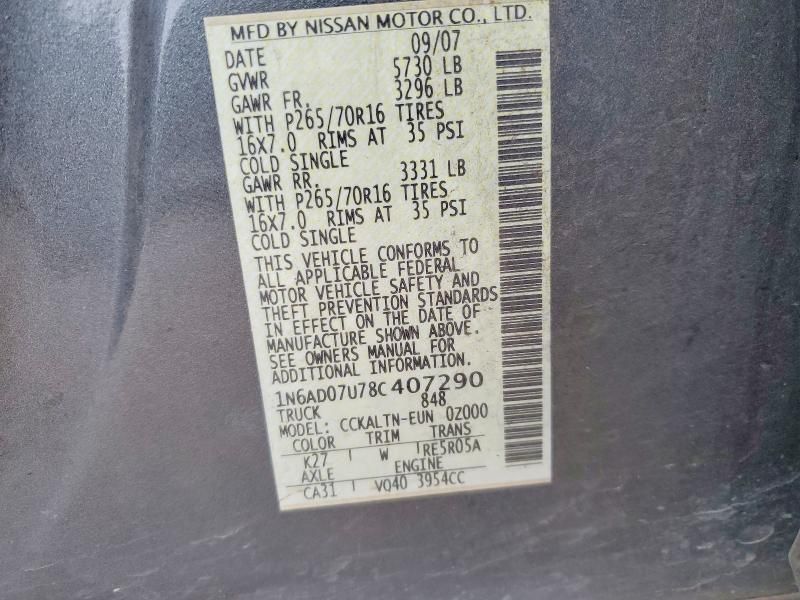 MFD BY NISSAN MOTOR CO., LTD.
DATE 09/07
GVWR 5730 LB
GAWR FR. 3296 LB
WITH P265/70R16 TIRES
16X7.0 RIMS AT 35 PSI
COLD SINGLE
GAWR RR. 3331 LB
WITH P265/70R16 TIRES
16X7.0 RIMS AT 35 PSI
COLD SINGLE
THIS VEHICLE CONFORMS TO
ALL APPLICABLE FEDERAL
MOTOR VEHICLE SAFETY AND
THEFT PREVENTION STANDARDS
IN EFFECT ON THE DATE OF
MANUFACTURE SHOWN ABOVE.
SEE OWNERS MANUAL FOR
ADDITIONAL INFORMATION.
1N6AD07U78C407290
TRUCK 848
MODEL: CCKALTN-EUN 0Z000
COLOR TRIM TRANS
K27 W RE5R05A
AXLE ENGINE
CA31 VQ40 3954CC